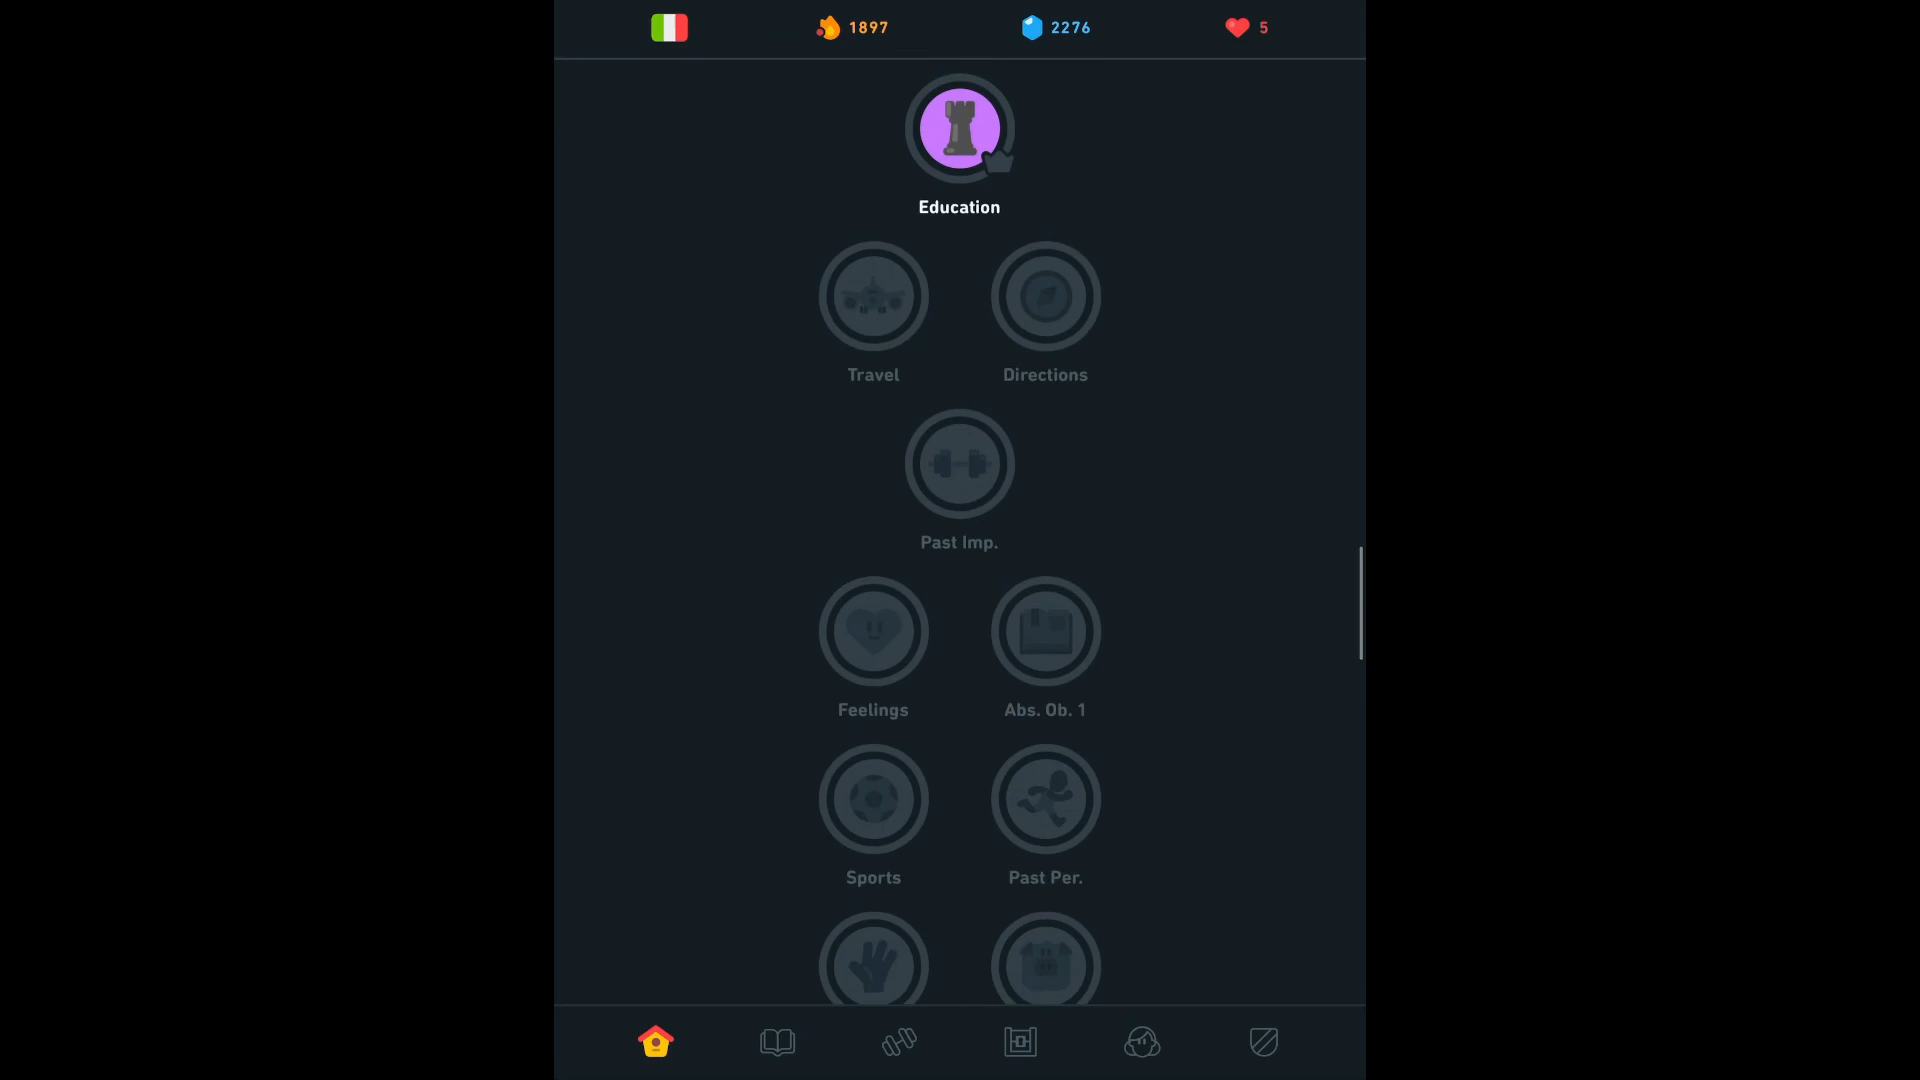 1897 2276 5
Education
Travel Directions
Past Imp.
Feelings Abs. Ob. 1
Sports Past Per.